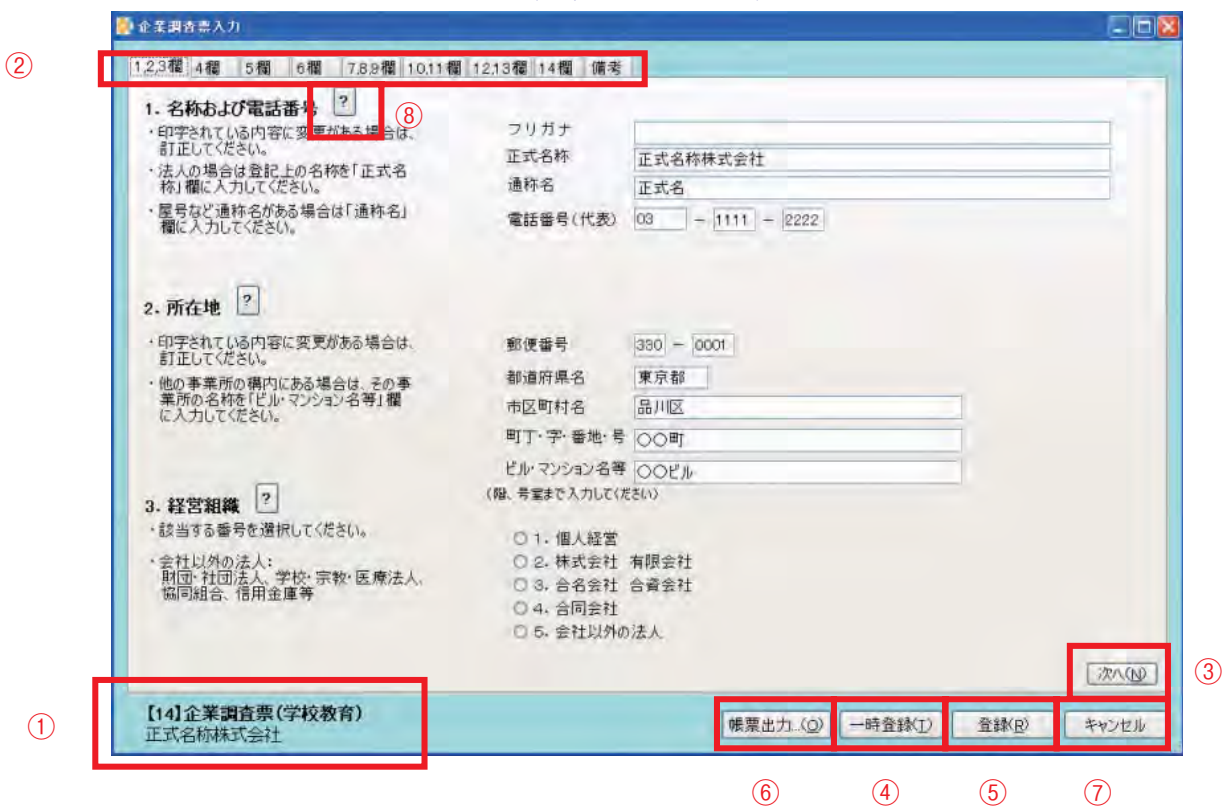 企業調査票入力
②
1,2,3欄 4欄 5欄 6欄 7,8,9欄 10,11欄 12,13欄 14欄 備考
1. 名称および電話番号 ?
⑧
・印字されている内容に変更がある場合は、
訂正してください。
・法人の場合は登記上の名称を「正式名
称」欄に入力してください。
・屋号など通称名がある場合は「通称名」
欄に入力してください。
フリガナ
正式名称 正式名称株式会社
通称名 正式名
電話番号(代表) 03 - 1111 - 2222
2. 所在地 ?
・印字されている内容に変更がある場合は、
訂正してください。
・他の事業所の構内にある場合は、その事
業所の名称を「ビル・マンション名等」欄
に入力してください。
郵便番号 330 - 0001
都道府県名 東京都
市区町村名 品川区
町丁・字・番地・号 〇〇町
ビル・マンション名等 〇〇ビル
(階、号室まで入力してください)
3. 経営組織 ?
・該当する番号を選択してください。
・会社以外の法人:
財団・社団法人、学校・宗教・医療法人、
協同組合、信用金庫等
1. 個人経営
2. 株式会社 有限会社
3. 合名会社 合資会社
4. 合同会社
5. 会社以外の法人
次へ(N)
③
①
【14】企業調査票(学校教育)
正式名称株式会社
帳票出力...(O) 一時登録(T) 登録(R) キャンセル
⑥ ④ ⑤ ⑦